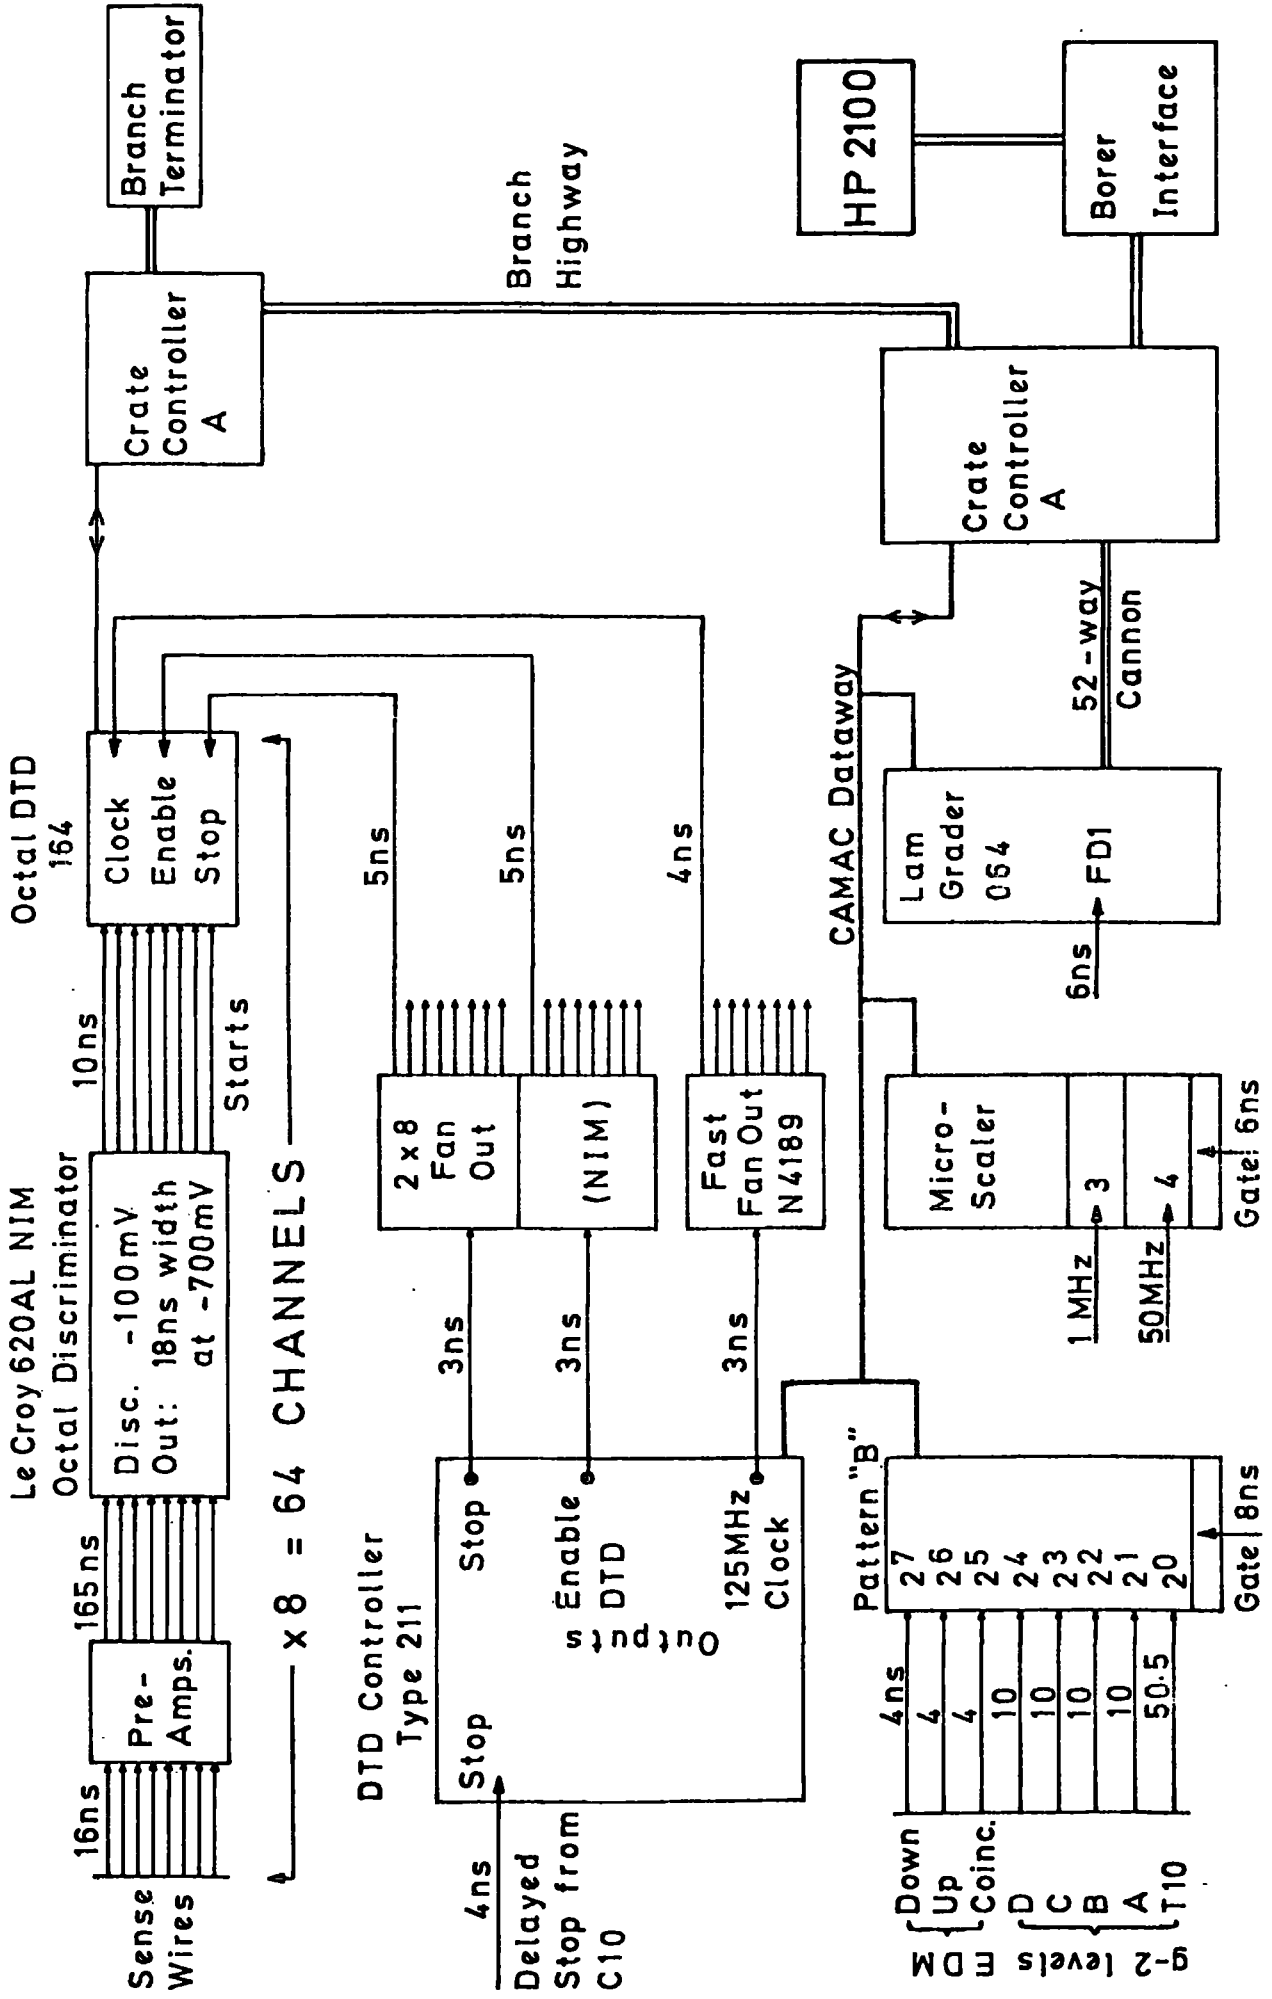 Sense
Wires
16ns
Pre-
Amps.
165ns
Le Croy 620AL NIM
Octal Discriminator
Disc. -100mV
Out: 18ns width
at -700mV
10ns
Starts
Octal DTD
164
Clock
Enable
Stop
Crate
Controller
A
Branch
Terminator
x 8 = 64 CHANNELS
Branch
Highway
Delayed
Stop from
C10
4ns
DTD Controller
Type 211
Stop
Outputs
Stop
Enable
DTD
125MHz
Clock
3ns
3ns
3ns
2 x 8
Fan
Out
(NIM)
Fast
Fan Out
N4189
5ns
5ns
4ns
CAMAC Dataway
HP 2100
Borer
Interface
Crate
Controller
A
52-way
Cannon
Lam
Grader
064
FD1
6ns
Micro-
Scaler
3
4
1 MHz
50MHz
Gate 6ns
Pattern "B"
27
26
25
24
23
22
21
20
Gate 8ns
4ns
4
4
10
10
10
10
50.5
Down
Up
Coinc.
D
C
B
A
T10
EDM
g-2 levels